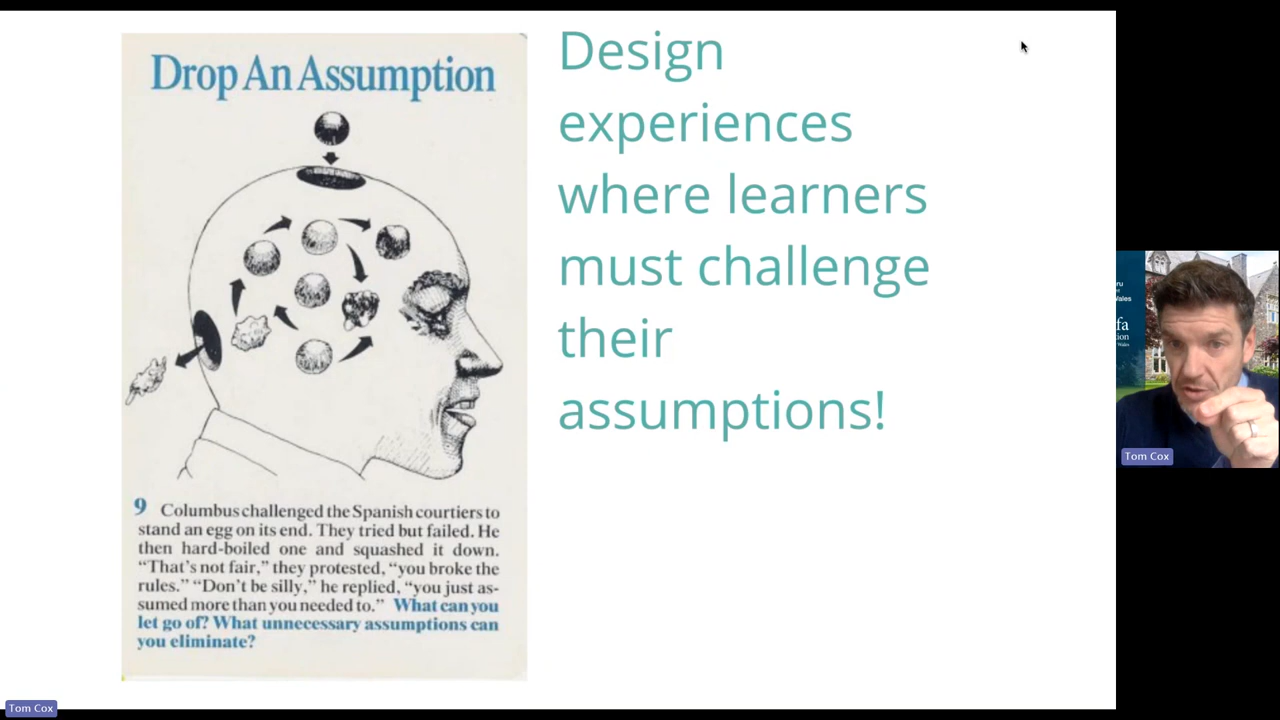 Drop An Assumption
9 Columbus challenged the Spanish courtiers to
stand an egg on its end. They tried but failed. He
then hard-boiled one and squashed it down.
“That’s not fair,” they protested, “you broke the
rules.” “Don’t be silly,” he replied, “you just as-
sumed more than you needed to.” What can you
let go of? What unnecessary assumptions can
you eliminate?
Design
experiences
where learners
must challenge
their
assumptions!
Tom Cox
Tom Cox